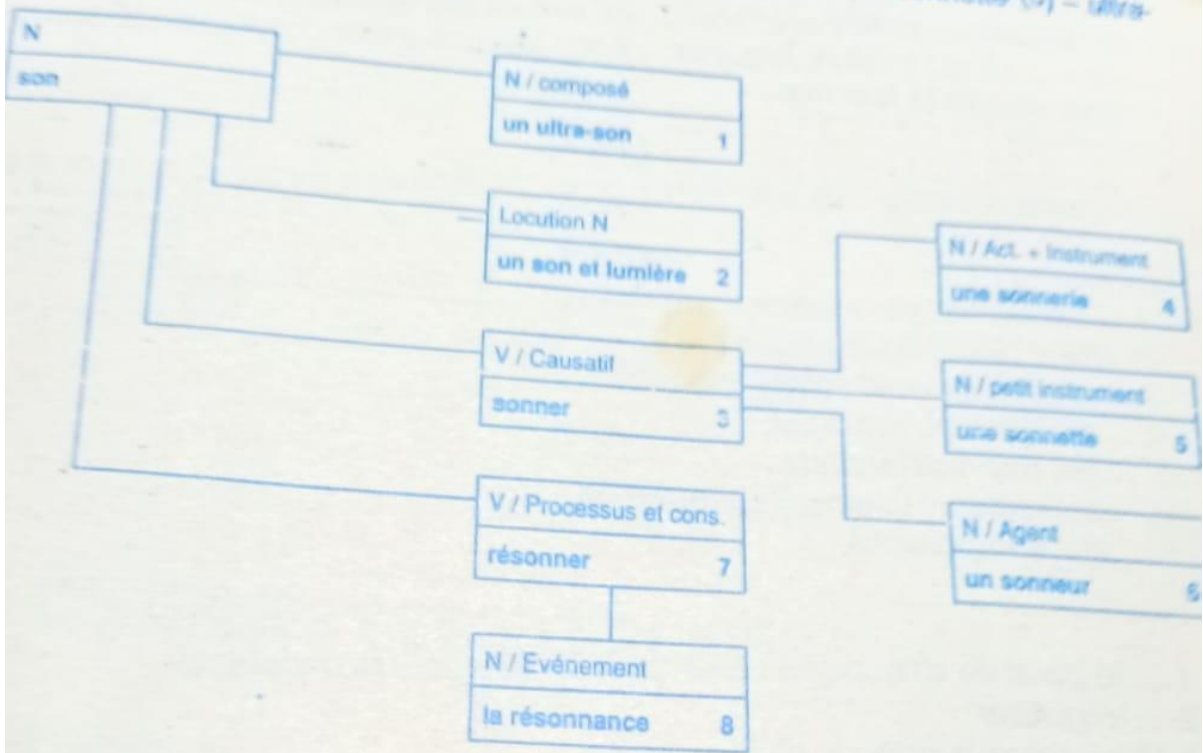 ultra-
N
son
N / composé
un ultra-son 1
Locution N
un son et lumière 2
V / Causatif
sonner 3
N / Act. + Instrument
une sonnerie 4
N / petit instrument
une sonnette 5
N / Agent
un sonneur 6
V / Processus et cons.
résonner 7
N / Evénement
la résonnance 8